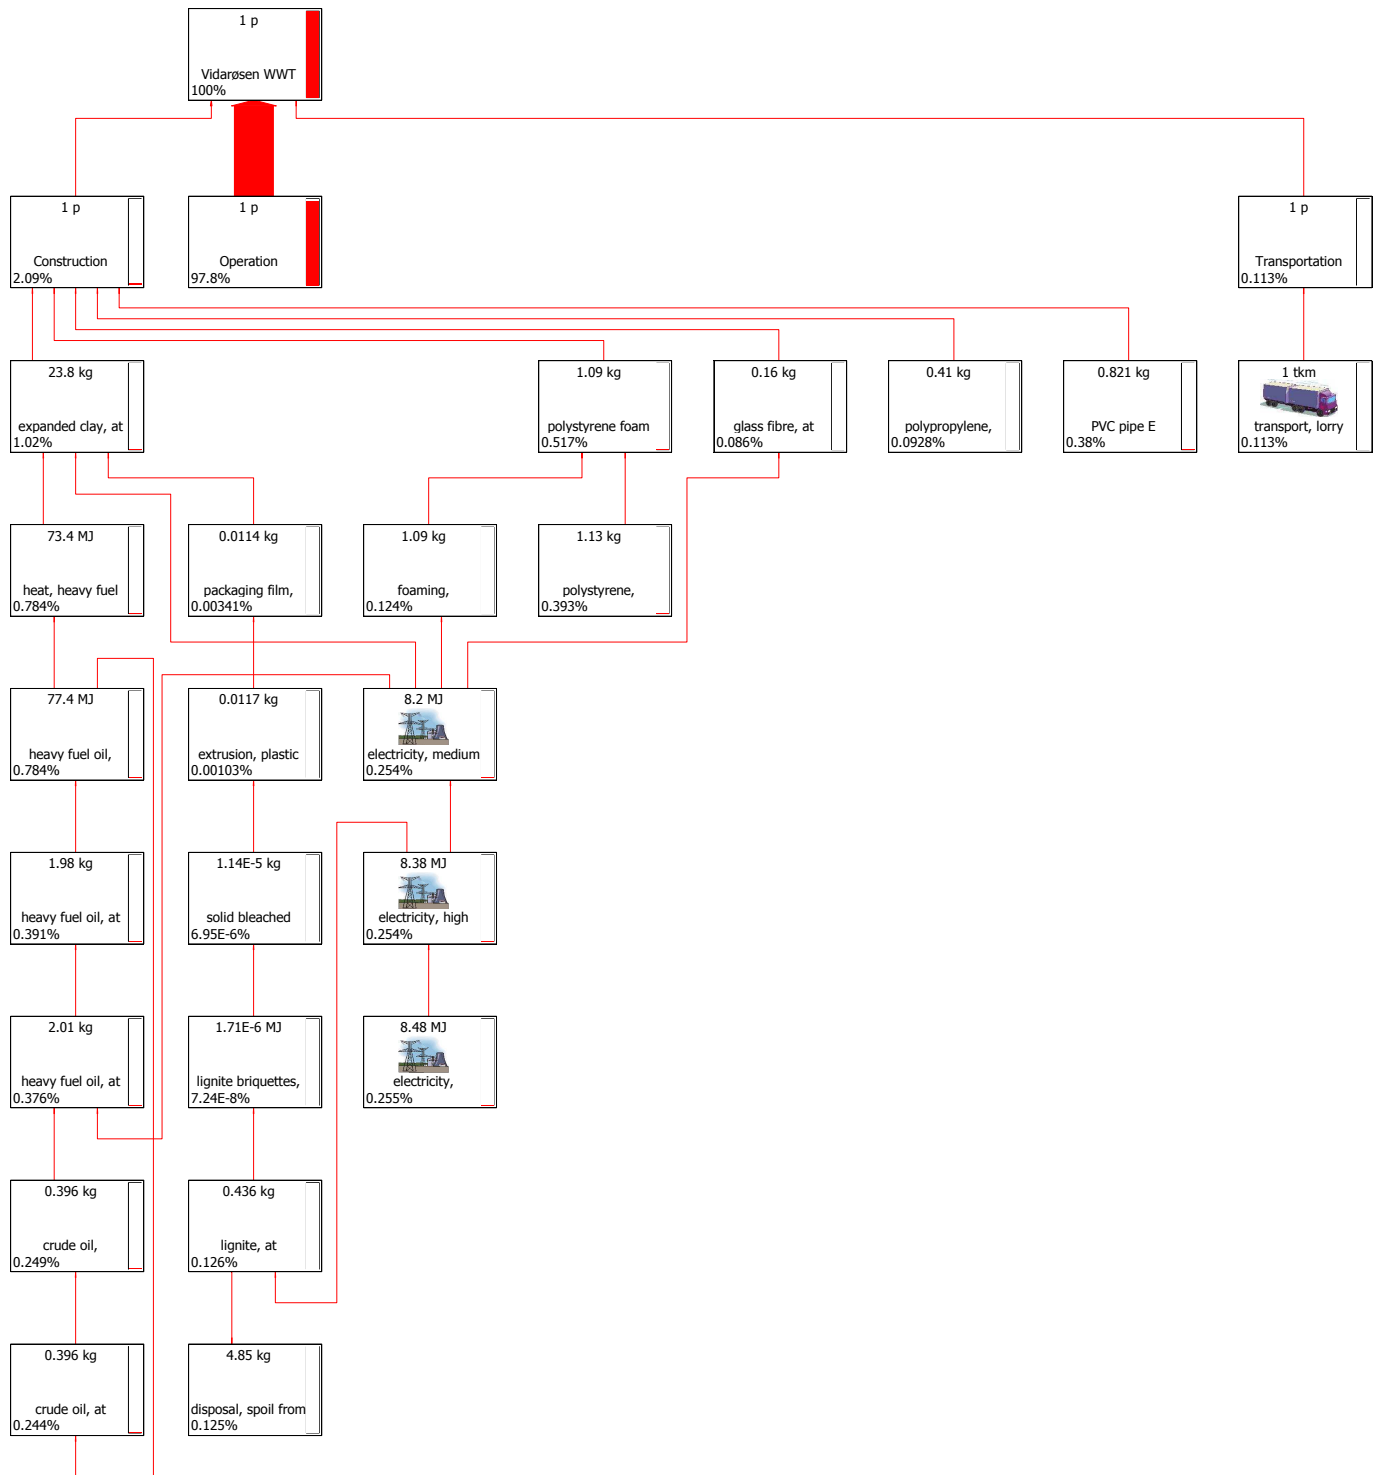 1 p
Vidarøsen WWT
100%
1 p
Construction
2.09%
1 p
Operation
97.8%
1 p
Transportation
0.113%
23.8 kg
expanded clay, at
1.02%
1.09 kg
polystyrene foam
0.517%
0.16 kg
glass fibre, at
0.086%
0.41 kg
polypropylene,
0.0928%
0.821 kg
PVC pipe E
0.38%
1 tkm
transport, lorry
0.113%
73.4 MJ
heat, heavy fuel
0.784%
0.0114 kg
packaging film,
0.00341%
1.09 kg
foaming,
0.124%
1.13 kg
polystyrene,
0.393%
77.4 MJ
heavy fuel oil,
0.784%
0.0117 kg
extrusion, plastic
0.00103%
8.2 MJ
electricity, medium
0.254%
1.98 kg
heavy fuel oil, at
0.391%
1.14E-5 kg
solid bleached
6.95E-6%
8.38 MJ
electricity, high
0.254%
2.01 kg
heavy fuel oil, at
0.376%
1.71E-6 MJ
lignite briquettes,
7.24E-8%
8.48 MJ
electricity,
0.255%
0.396 kg
crude oil,
0.249%
0.436 kg
lignite, at
0.126%
0.396 kg
crude oil, at
0.244%
4.85 kg
disposal, spoil from
0.125%